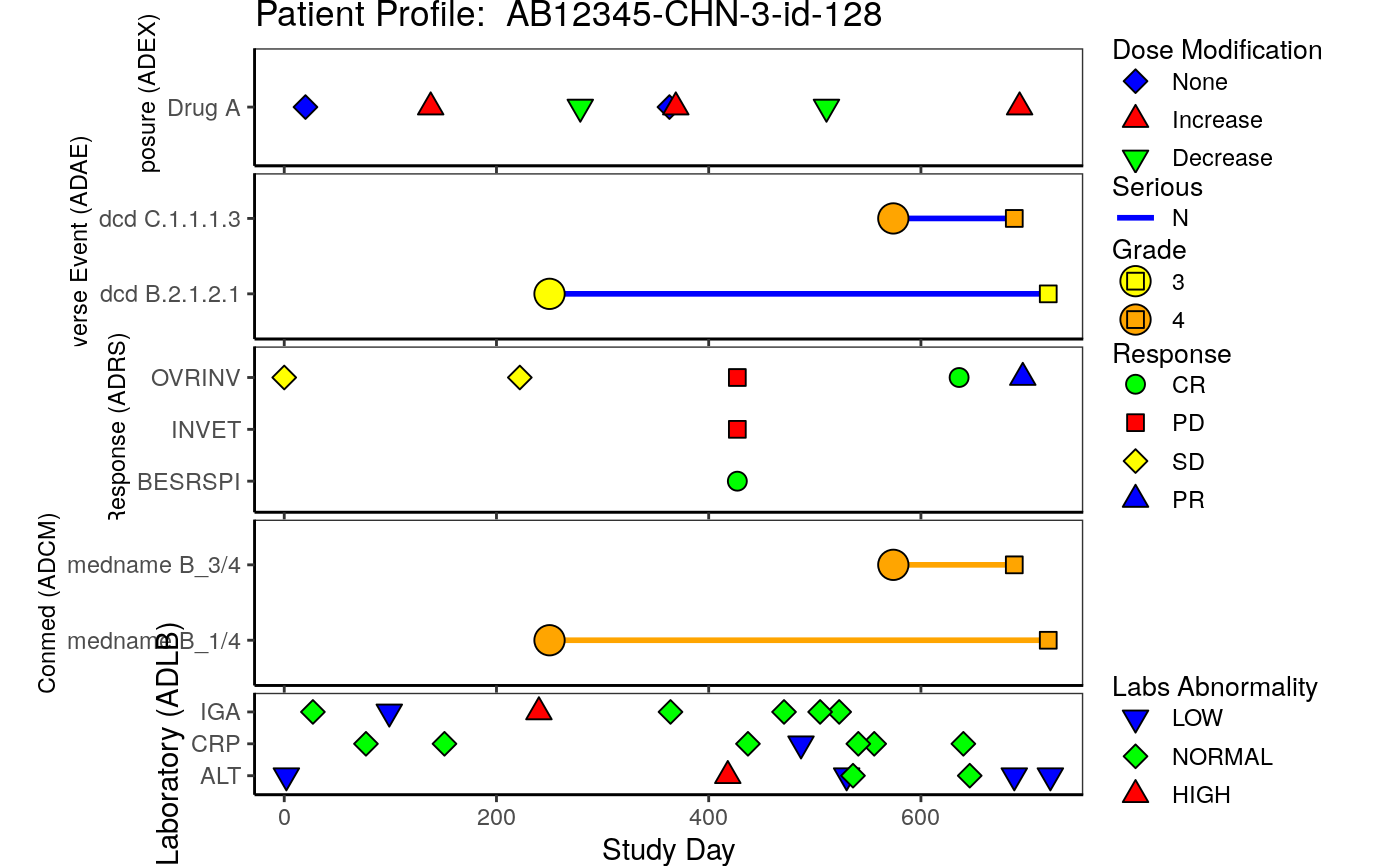 Patient Profile:  AB12345-CHN-3-id-128
posure (ADEX)
Drug A
verse Event (ADAE)
dcd C.1.1.1.3
dcd B.2.1.2.1
Response (ADRS)
OVRINV
INVET
BESRSPI
Conmed (ADCM)
medname B_3/4
medname B_1/4
Laboratory (ADLB)
IGA
CRP
ALT
0
200
400
600
Study Day
Dose Modification
None
Increase
Decrease
Serious
N
Grade
3
4
Response
CR
PD
SD
PR
Labs Abnormality
LOW
NORMAL
HIGH